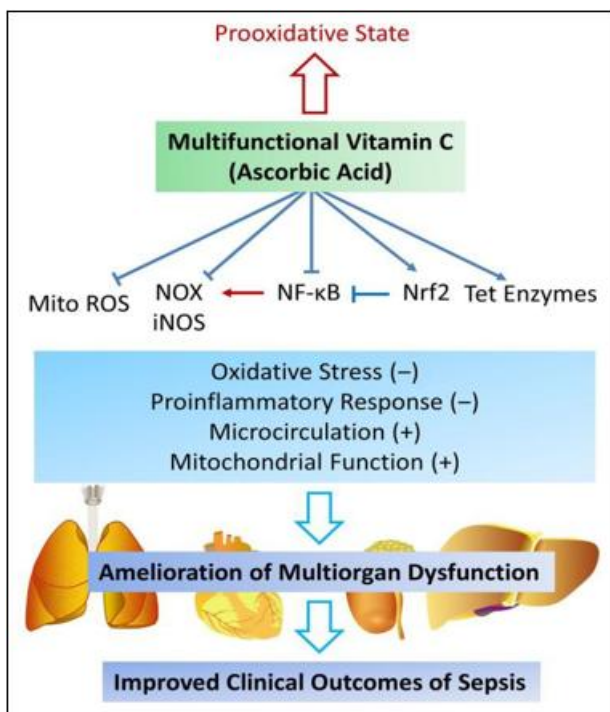 Prooxidative State
Multifunctional Vitamin C
(Ascorbic Acid)
Mito ROS NOX NF-κB Nrf2 Tet Enzymes
iNOS
Oxidative Stress (–)
Proinflammatory Response (–)
Microcirculation (+)
Mitochondrial Function (+)
Amelioration of Multiorgan Dysfunction
Improved Clinical Outcomes of Sepsis